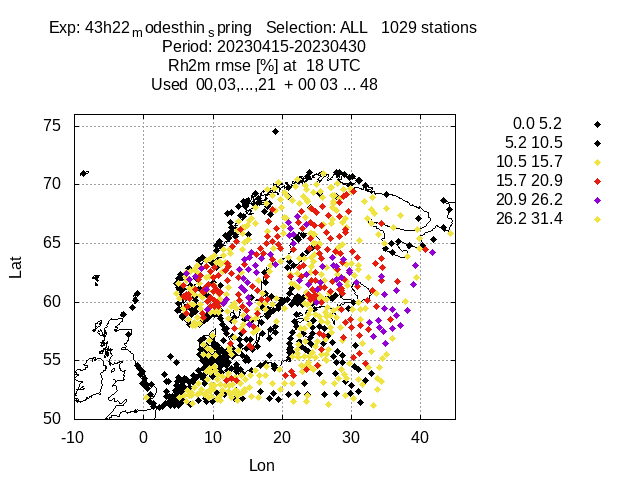 Exp: 43h22modesthinspring   Selection: ALL   1029 stations
Period: 20230415-20230430
Rh2m rmse [%] at  18 UTC
Used  00,03,...,21  + 00 03 ... 48
75
70
65
60
55
50
Lat
-10 0 10 20 30 40
Lon
0.0 5.2
5.2 10.5
10.5 15.7
15.7 20.9
20.9 26.2
26.2 31.4